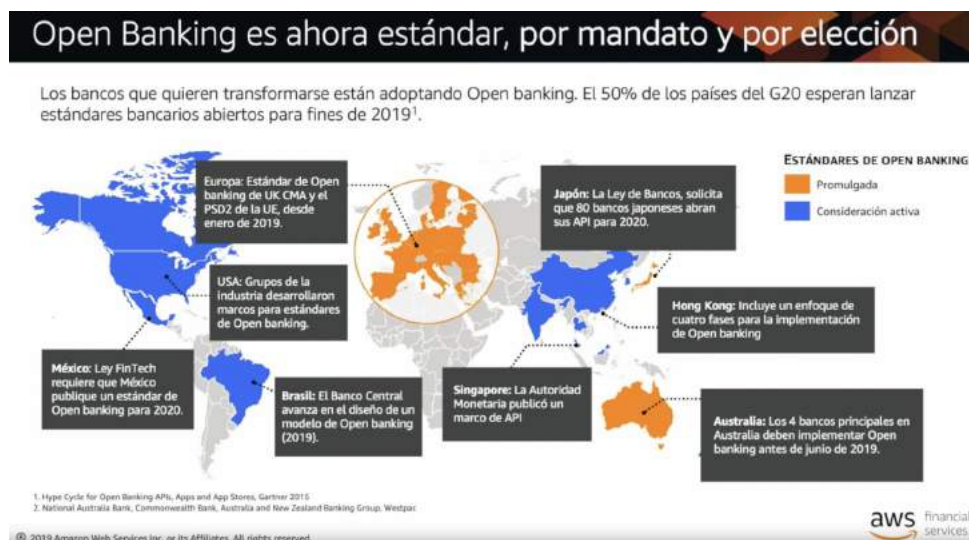 Open Banking es ahora estándar, por mandato y por elección
Los bancos que quieren transformarse están adoptando Open banking. El 50% de los países del G20 esperan lanzar
estándares bancarios abiertos para fines de 2019¹.
ESTÁNDARES DE OPEN BANKING
Promulgada
Consideración activa
Europa: Estándar de Open
banking de UK CMA y el
PSD2 de la UE, desde
enero de 2019.
Japón: La Ley de Bancos, solicita
que 80 bancos japoneses abran
sus API para 2020.
USA: Grupos de la
industria desarrollaron
marcos para estándares
de Open banking.
Hong Kong: Incluye un enfoque de
cuatro fases para la implementación
de Open banking
México: Ley FinTech
requiere que México
publique un estándar de
Open banking para 2020.
Brasil: El Banco Central
avanza en el diseño de un
modelo de Open banking
(2019).
Singapore: La Autoridad
Monetaria publicó un
marco de API
Australia: Los 4 bancos principales en
Australia deben implementar Open
banking antes de junio de 2019.
1. Hype Cycle for Open Banking APIs, Apps and App Stores, Gartner 2015
2. National Australia Bank, Commonwealth Bank, Australia and New Zealand Banking Group, Westpac
© 2019 Amazon Web Services Inc. or its Affiliates. All rights reserved
aws financial
services